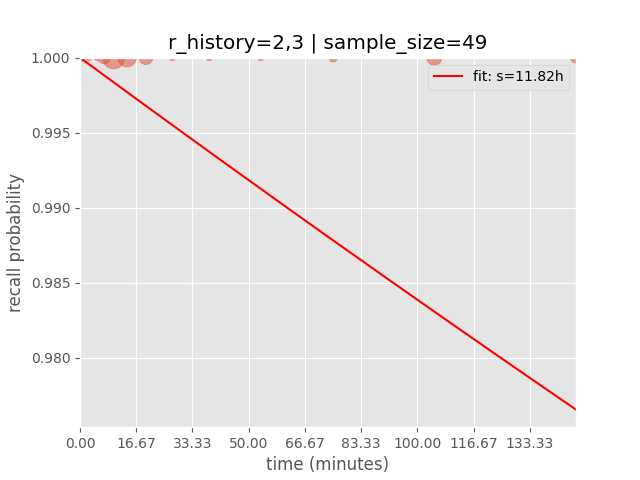 r_history=2,3 | sample_size=49
fit: s=11.82h
1.000
0.995
0.990
0.985
0.980
recall probability
0.00 16.67 33.33 50.00 66.67 83.33 100.00 116.67 133.33
time (minutes)